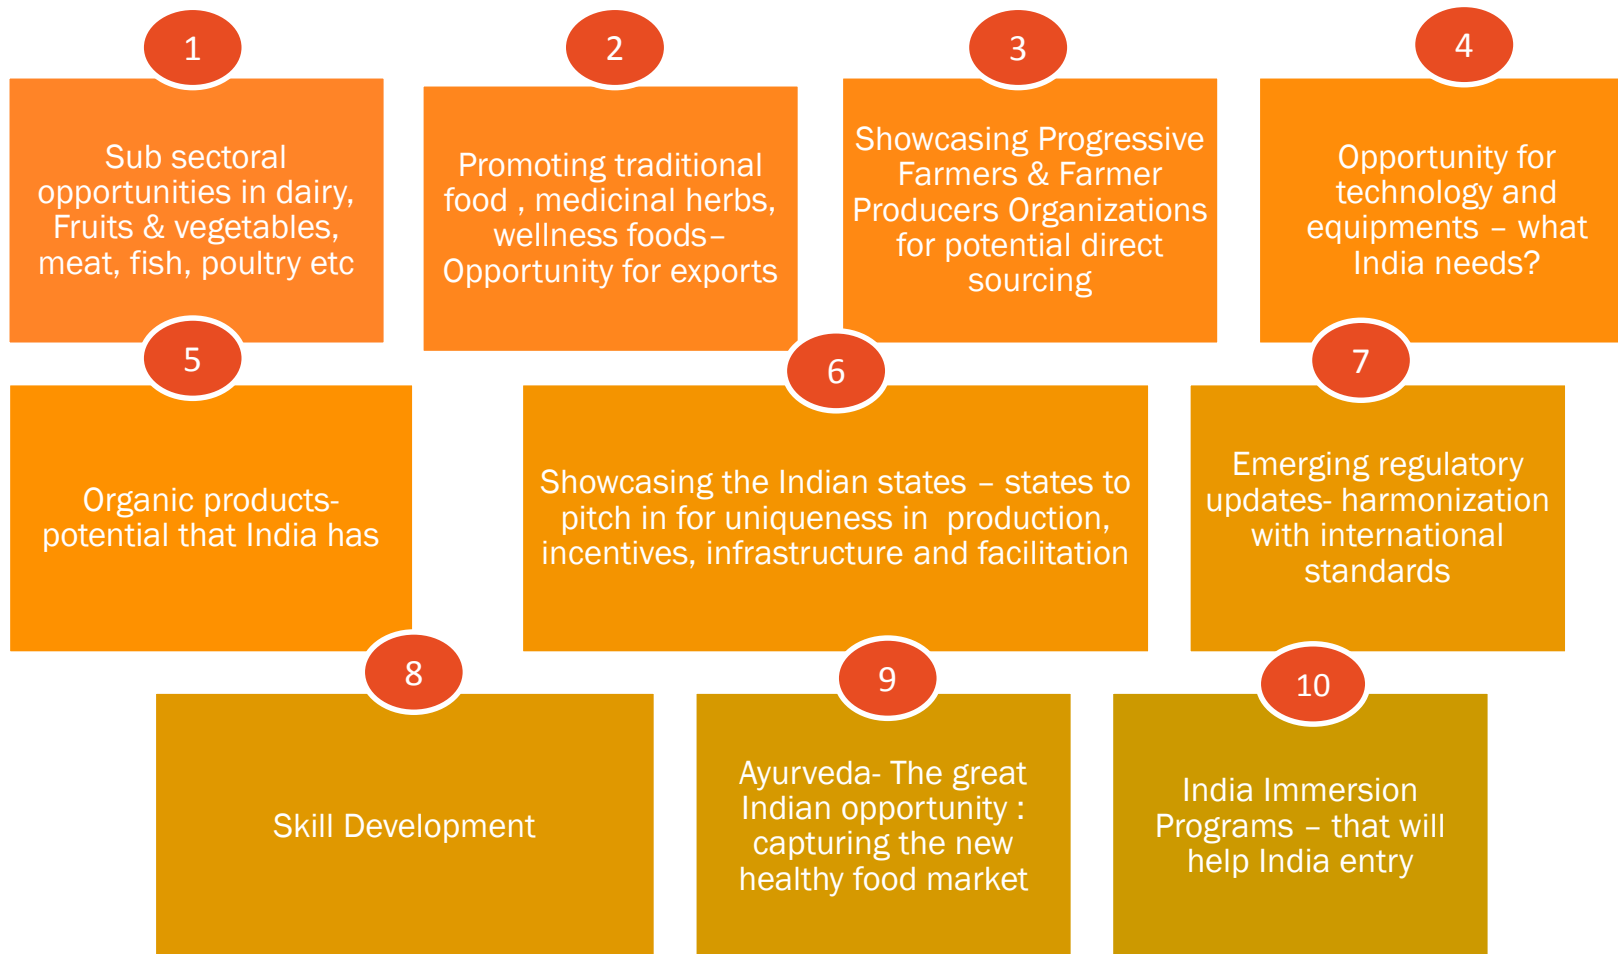 1
Sub sectoral
opportunities in dairy,
Fruits & vegetables,
meat, fish, poultry etc
2
Promoting traditional
food , medicinal herbs,
wellness foods–
Opportunity for exports
3
Showcasing Progressive
Farmers & Farmer
Producers Organizations
for potential direct
sourcing
4
Opportunity for
technology and
equipments – what
India needs?
5
Organic products-
potential that India has
6
Showcasing the Indian states – states to
pitch in for uniqueness in  production,
incentives, infrastructure and facilitation
7
Emerging regulatory
updates- harmonization
with international
standards
8
Skill Development
9
Ayurveda- The great
Indian opportunity :
capturing the new
healthy food market
10
India Immersion
Programs – that will
help India entry